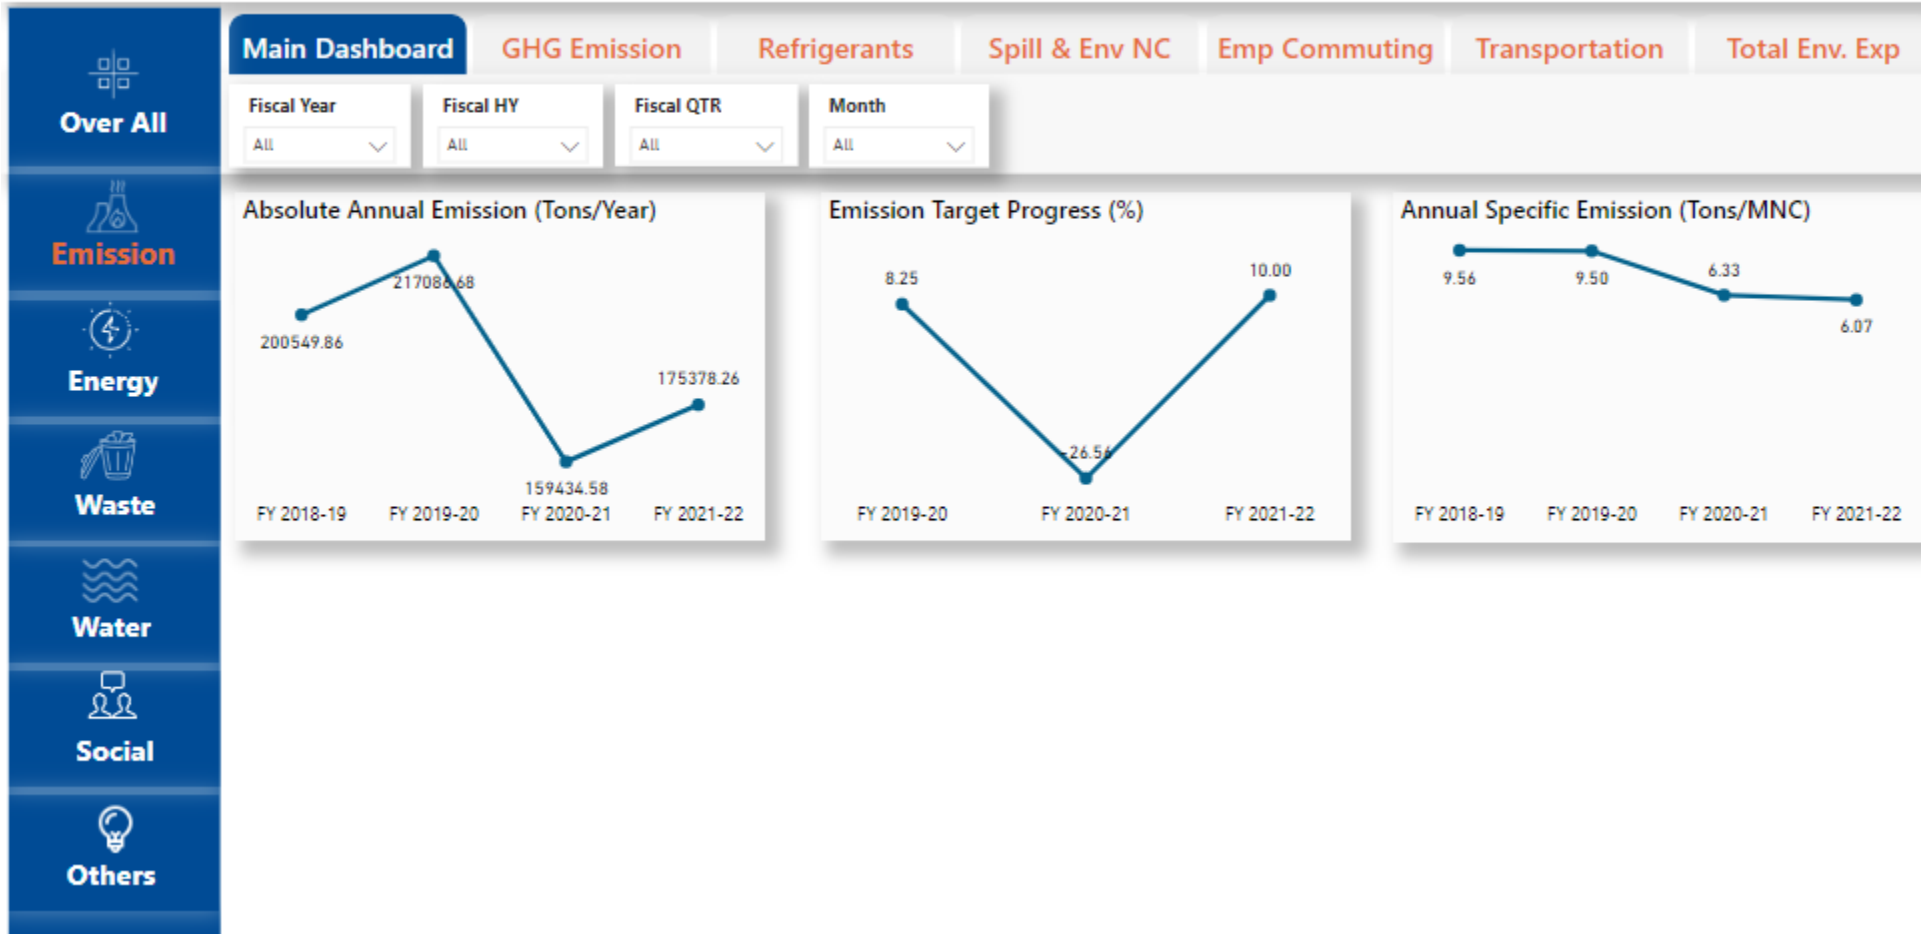 Over All
Emission
Energy
Waste
Water
Social
Others
Main Dashboard GHG Emission Refrigerants Spill & Env NC Emp Commuting Transportation Total Env. Exp
Fiscal Year Fiscal HY Fiscal QTR Month
All All All All
Absolute Annual Emission (Tons/Year)
217086.68
200549.86
175378.26
159434.58
FY 2018-19 FY 2019-20 FY 2020-21 FY 2021-22
Emission Target Progress (%)
8.25
10.00
-26.56
FY 2019-20 FY 2020-21 FY 2021-22
Annual Specific Emission (Tons/MNC)
9.56 9.50 6.33
6.07
FY 2018-19 FY 2019-20 FY 2020-21 FY 2021-22